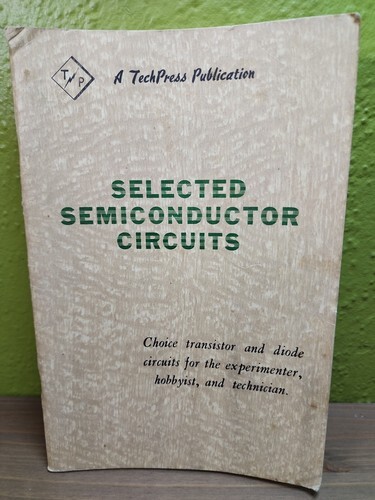 T P
A TechPress Publication
SELECTED
SEMICONDUCTOR
CIRCUITS
Choice transistor and diode
circuits for the experimenter,
hobbyist, and technician.